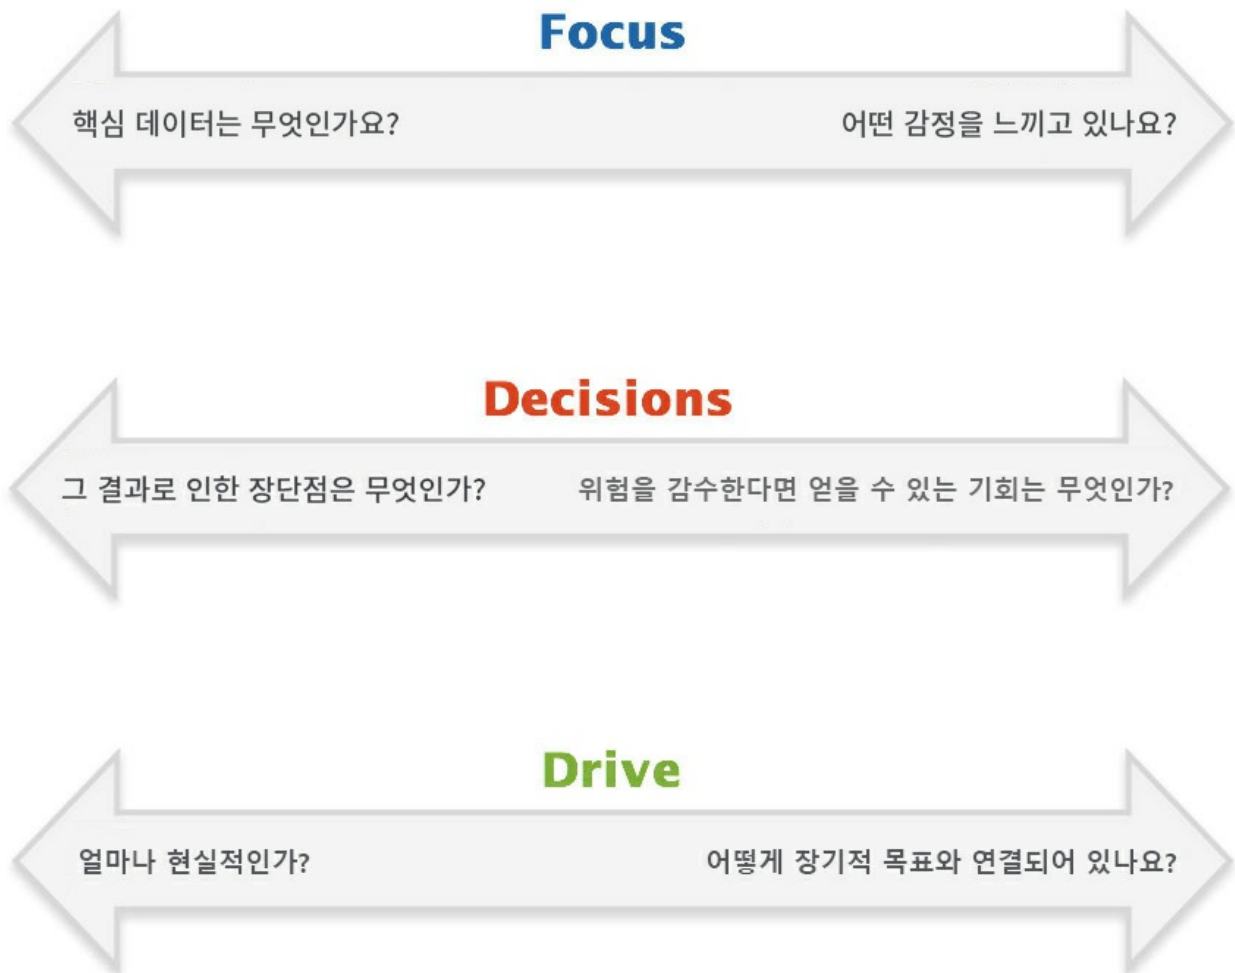 Focus
핵심 데이터는 무엇인가요? 어떤 감정을 느끼고 있나요?
Decisions
그 결과로 인한 장단점은 무엇인가? 위험을 감수한다면 얻을 수 있는 기회는 무엇인가?
Drive
얼마나 현실적인가? 어떻게 장기적 목표와 연결되어 있나요?